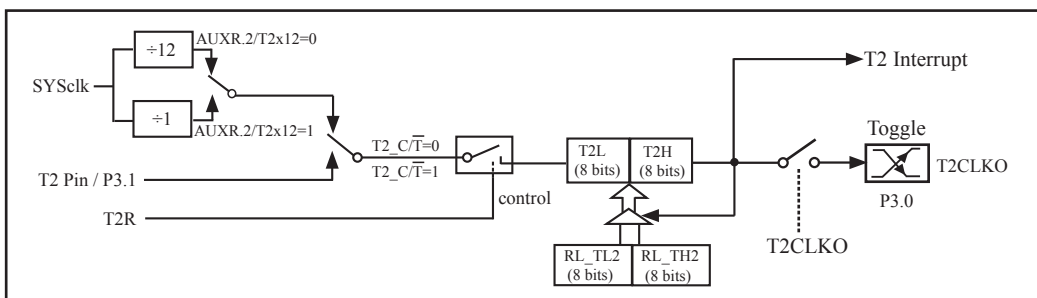 ÷12
AUXR.2/T2x12=0
SYSclk
÷1
AUXR.2/T2x12=1
T2 Pin / P3.1
T2R
T2_C/T̅=0
T2_C/T̅=1
control
T2L
(8 bits)
T2H
(8 bits)
RL_TL2
(8 bits)
RL_TH2
(8 bits)
T2 Interrupt
Toggle
T2CLKO
P3.0
T2CLKO